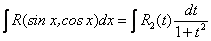 ∫R(sin x,cos x)dx = ∫R₂(t) dt/(1+t²)